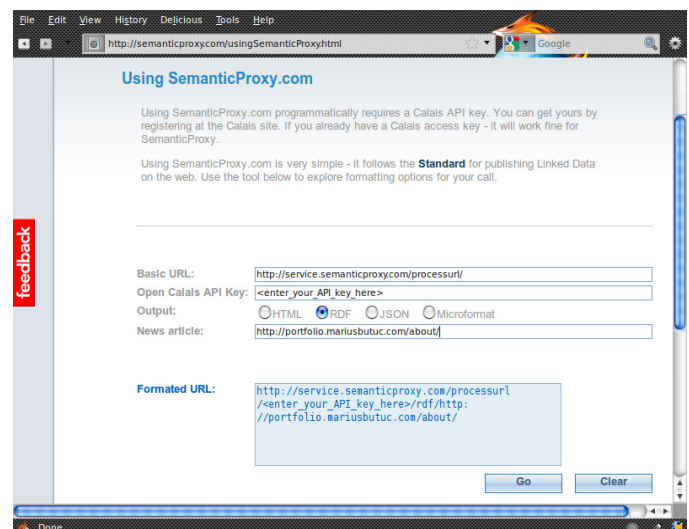 File Edit View History Delicious Tools Help
http://semanticproxy.com/usingSemanticProxy.html
Google
Using SemanticProxy.com
Using SemanticProxy.com programmatically requires a Calais API key. You can get yours by
registering at the Calais site. If you already have a Calais access key - it will work fine for
SemanticProxy.
Using SemanticProxy.com is very simple - it follows the Standard for publishing Linked Data
on the web. Use the tool below to explore formatting options for your call.
feedback
Basic URL: http://service.semanticproxy.com/processurl/
Open Calais API Key: <enter_your_API_key_here>
Output: HTML RDF JSON Microformat
News article: http://portfolio.mariusbutuc.com/about/
Formated URL: http://service.semanticproxy.com/processurl
/<enter_your_API_key_here>/rdf/http:
//portfolio.mariusbutuc.com/about/
Go Clear
Done